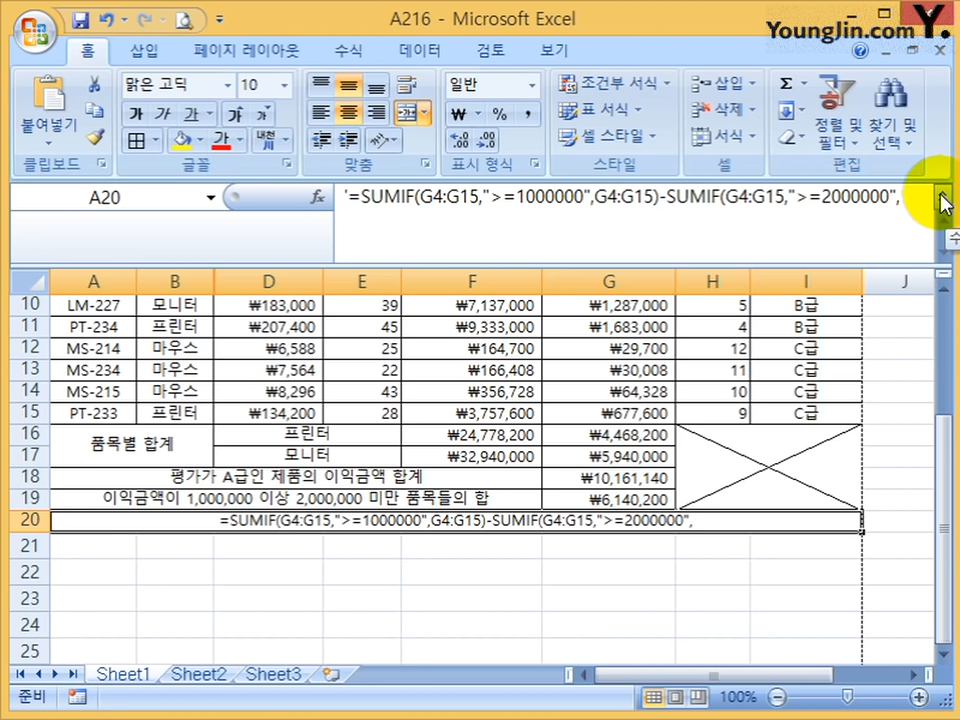 A216 - Microsoft Excel
YoungJin.com Y.
홈 삽입 페이지 레이아웃 수식 데이터 검토 보기
맑은 고딕 10 일반 조건부 서식 삽입 Σ
붙여넣기 가 가 가 가 가 ₩ % , 표 서식 삭제 정렬 및 필터 찾기 및 선택
가 내천 셀 스타일 서식
클립보드 글꼴 맞춤 표시 형식 스타일 셀 편집
A20 fx '=SUMIF(G4:G15,">=1000000",G4:G15)-SUMIF(G4:G15,">=2000000",
수
A B D E F G H I J
10 LM-227 모니터 ₩183,000 39 ₩7,137,000 ₩1,287,000 5 B급
11 PT-234 프린터 ₩207,400 45 ₩9,333,000 ₩1,683,000 4 B급
12 MS-214 마우스 ₩6,588 25 ₩164,700 ₩29,700 12 C급
13 MS-234 마우스 ₩7,564 22 ₩166,408 ₩30,008 11 C급
14 MS-215 마우스 ₩8,296 43 ₩356,728 ₩64,328 10 C급
15 PT-233 프린터 ₩134,200 28 ₩3,757,600 ₩677,600 9 C급
16 품목별 합계 프린터 ₩24,778,200 ₩4,468,200
17 모니터 ₩32,940,000 ₩5,940,000
18 평가가 A급인 제품의 이익금액 합계 ₩10,161,140
19 이익금액이 1,000,000 이상 2,000,000 미만 품목들의 합 ₩6,140,200
20 =SUMIF(G4:G15,">=1000000",G4:G15)-SUMIF(G4:G15,">=2000000",
21
22
23
24
25
Sheet1 Sheet2 Sheet3
준비 100%